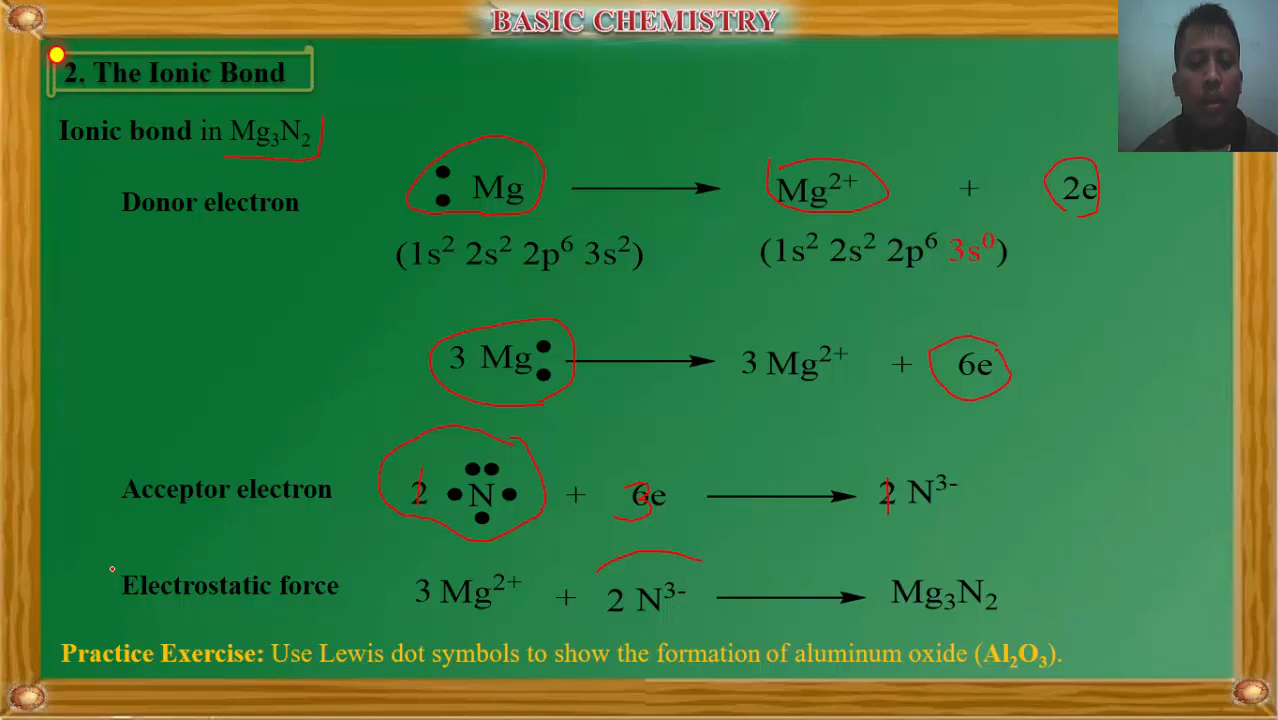 BASIC CHEMISTRY
2. The Ionic Bond
Ionic bond in Mg₃N₂
Donor electron
Mg ⟶ Mg²⁺ + 2e
(1s² 2s² 2p⁶ 3s²) (1s² 2s² 2p⁶ 3s⁰)
3 Mg ⟶ 3 Mg²⁺ + 6e
Acceptor electron 2 N + 6e ⟶ 2 N³⁻
Electrostatic force 3 Mg²⁺ + 2 N³⁻ ⟶ Mg₃N₂
Practice Exercise: Use Lewis dot symbols to show the formation of aluminum oxide (Al₂O₃).